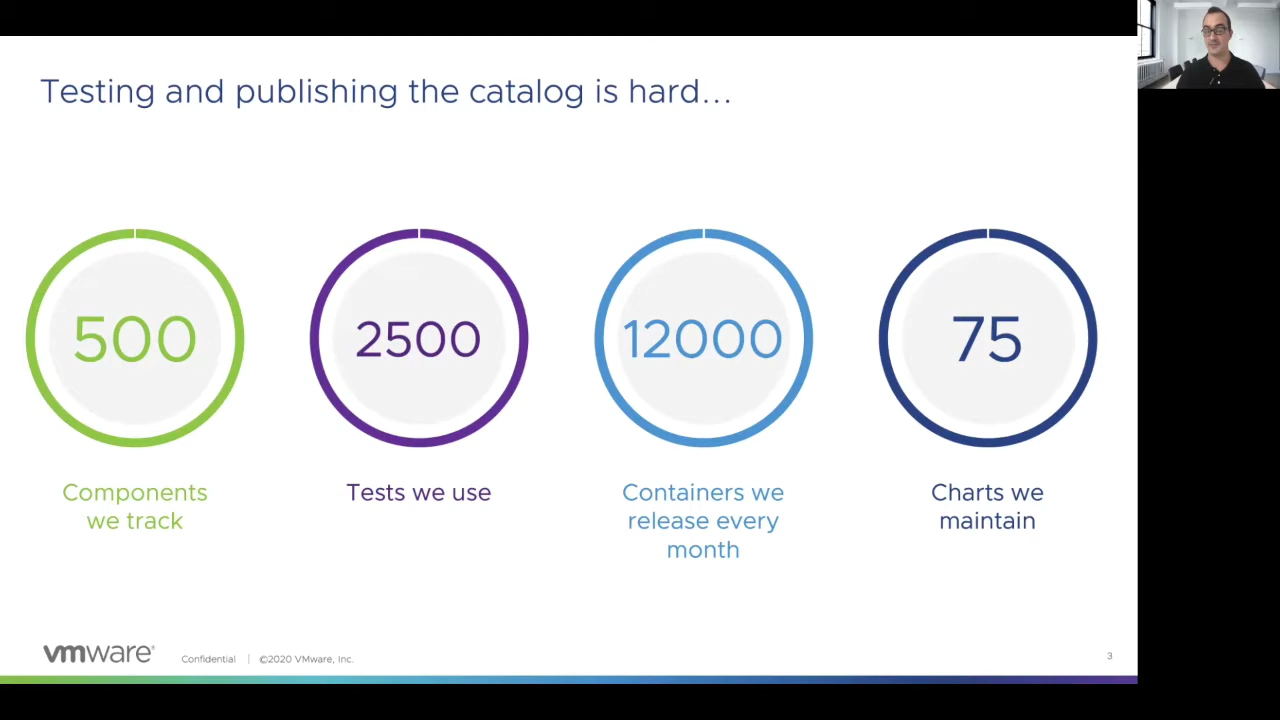 Testing and publishing the catalog is hard...
500
2500
12000
75
Components
we track
Tests we use
Containers we
release every
month
Charts we
maintain
vmware®
Confidential | ©2020 VMware, Inc.
3